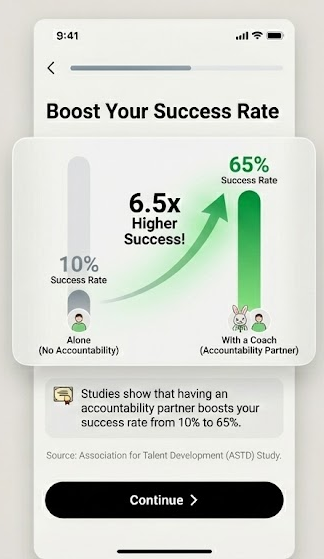 9:41
Boost Your Success Rate
65%
Success Rate
6.5x
Higher
Success!
10%
Success Rate
Alone
(No Accountability)
With a Coach
(Accountability Partner)
Studies show that having an
accountability partner boosts your
success rate from 10% to 65%.
Source: Association for Talent Development (ASTD) Study.
Continue